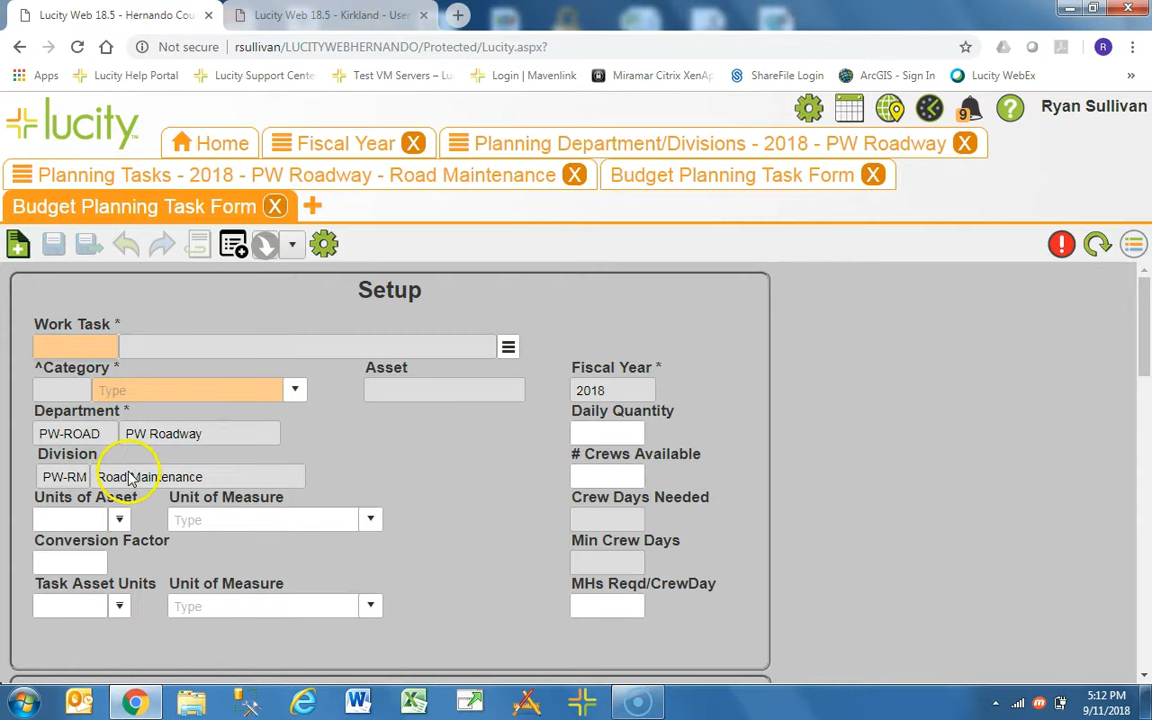 Lucity Web 18.5 - Hernando Cou
Lucity Web 18.5 - Kirkland - Use
Not secure
rsullivan/LUCITYWEBHERNANDO/Protected/Lucity.aspx?
R
Apps
Lucity Help Portal
Lucity Support Cente
Test VM Servers – Lu
Login | Mavenlink
Miramar Citrix XenAp
ShareFile Login
ArcGIS - Sign In
Lucity WebEx
»
lucity™
9
?
Ryan Sullivan
Home
Fiscal Year X
Planning Department/Divisions - 2018 - PW Roadway X
Planning Tasks - 2018 - PW Roadway - Road Maintenance X
Budget Planning Task Form X
Budget Planning Task Form X +
Setup
Work Task *
^Category *
Asset
Fiscal Year *
Type
2018
Department *
Daily Quantity
PW-ROAD
PW Roadway
Division
# Crews Available
PW-RM
Road Maintenance
Units of Asset
Unit of Measure
Crew Days Needed
Type
Conversion Factor
Min Crew Days
Task Asset Units
Unit of Measure
MHs Reqd/CrewDay
Type
5:12 PM
9/11/2018